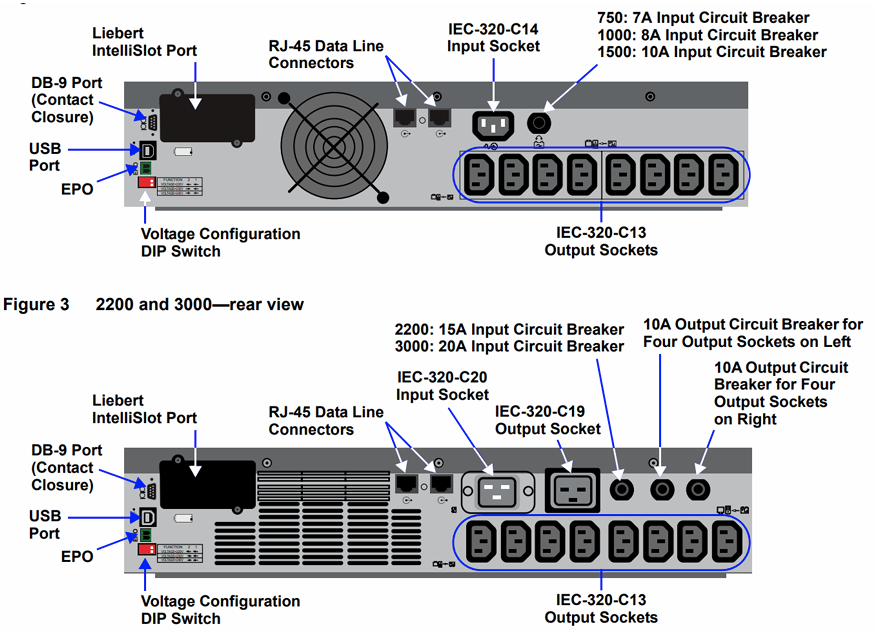 750: 7A Input Circuit Breaker
1000: 8A Input Circuit Breaker
1500: 10A Input Circuit Breaker
IEC-320-C14
Input Socket
Liebert
IntelliSlot Port
RJ-45 Data Line
Connectors
DB-9 Port
(Contact
Closure)
USB
Port
EPO
Voltage Configuration
DIP Switch
IEC-320-C13
Output Sockets
Figure 3 2200 and 3000—rear view
2200: 15A Input Circuit Breaker
3000: 20A Input Circuit Breaker
10A Output Circuit Breaker for
Four Output Sockets on Left
IEC-320-C20
Input Socket
10A Output Circuit
Breaker for Four
Output Sockets
on Right
Liebert
IntelliSlot Port
RJ-45 Data Line
Connectors
IEC-320-C19
Output Socket
DB-9 Port
(Contact
Closure)
USB
Port
EPO
Voltage Configuration
DIP Switch
IEC-320-C13
Output Sockets